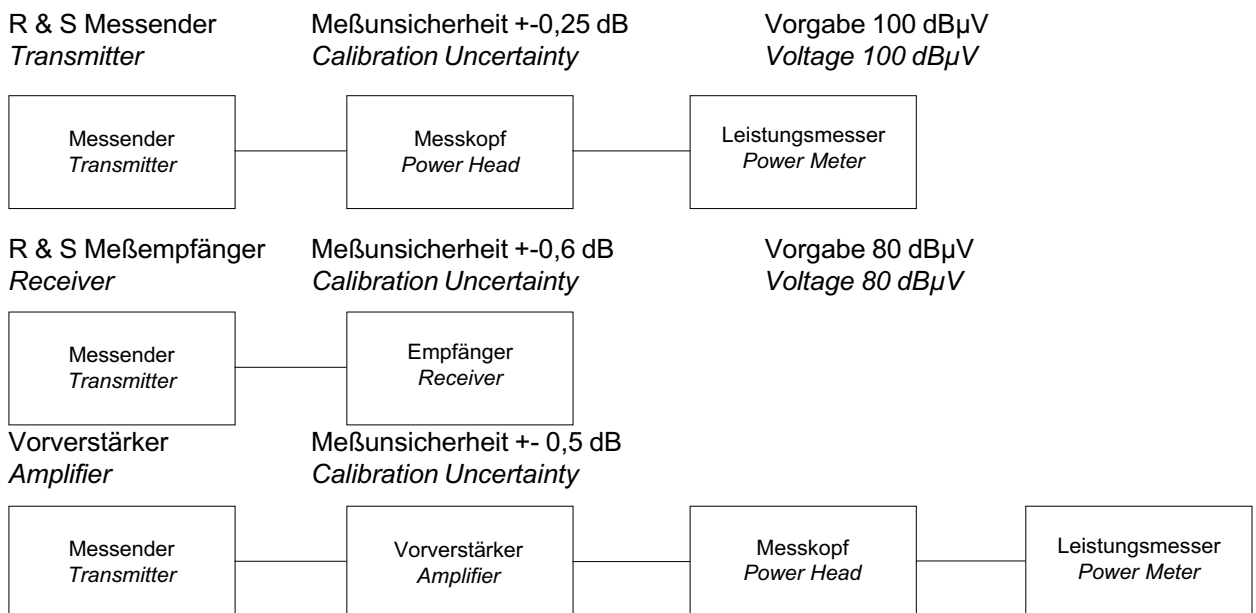 R & S Messender Meßunsicherheit +-0,25 dB Vorgabe 100 dBµV
Transmitter Calibration Uncertainty Voltage 100 dBµV
Messender Messkopf Leistungsmesser
Transmitter Power Head Power Meter
R & S Meßempfänger Meßunsicherheit +-0,6 dB Vorgabe 80 dBµV
Receiver Calibration Uncertainty Voltage 80 dBµV
Messender Empfänger
Transmitter Receiver
Vorverstärker Meßunsicherheit +- 0,5 dB
Amplifier Calibration Uncertainty
Messender Vorverstärker Messkopf Leistungsmesser
Transmitter Amplifier Power Head Power Meter